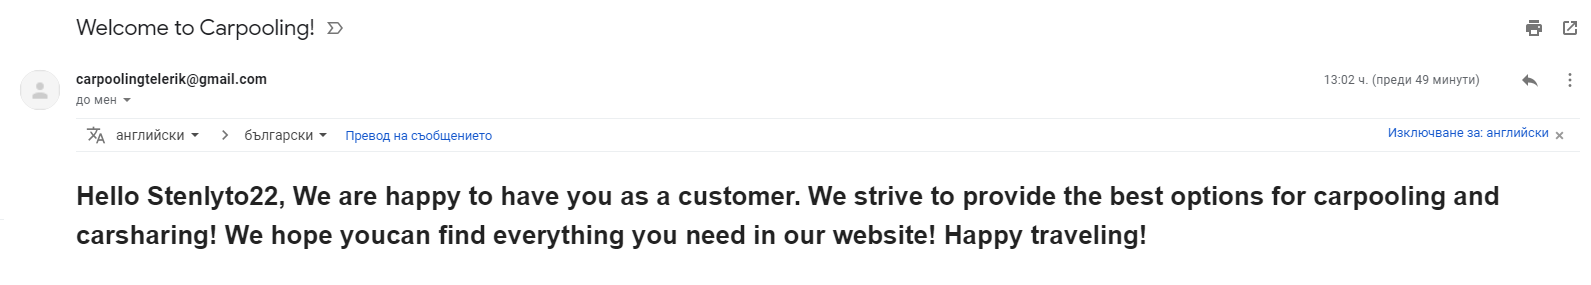 Welcome to Carpooling!
carpoolingtelerik@gmail.com
13:02 ч. (преди 49 минути)
до мен
английски > български Превод на съобщението
Изключване за: английски ×
Hello Stenlyto22, We are happy to have you as a customer. We strive to provide the best options for carpooling and
carsharing! We hope youcan find everything you need in our website! Happy traveling!